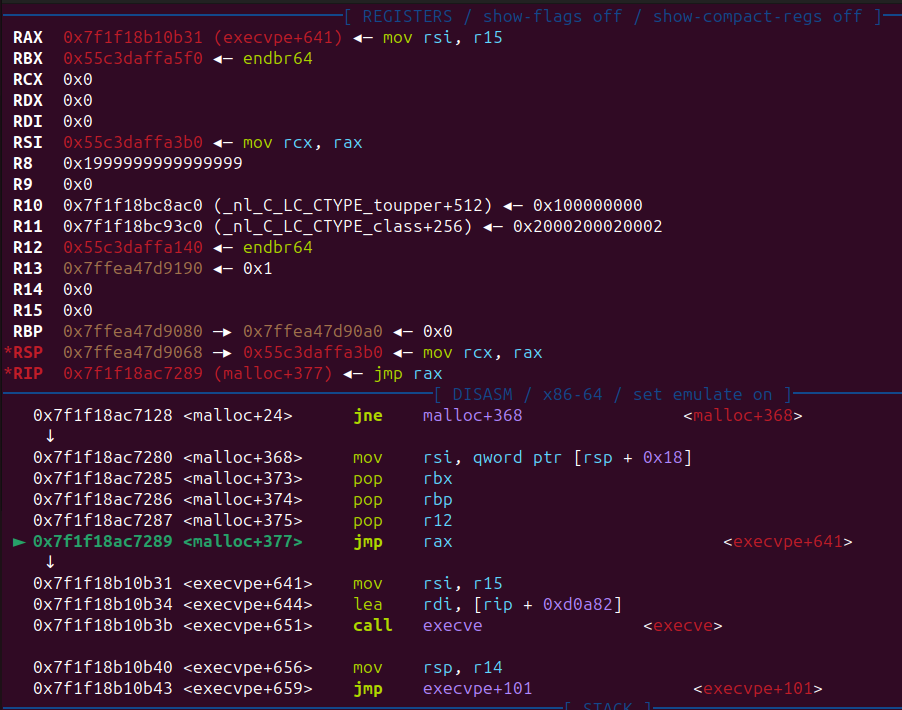 [ REGISTERS / show-flags off / show-compact-regs off ]
RAX 0x7f1f18b10b31 (execvpe+641) ◂— mov rsi, r15
RBX 0x55c3daffa5f0 ◂— endbr64
RCX 0x0
RDX 0x0
RDI 0x0
RSI 0x55c3daffa3b0 ◂— mov rcx, rax
R8 0x1999999999999999
R9 0x0
R10 0x7f1f18bc8ac0 (_nl_C_LC_CTYPE_toupper+512) ◂— 0x100000000
R11 0x7f1f18bc93c0 (_nl_C_LC_CTYPE_class+256) ◂— 0x2000200020002
R12 0x55c3daffa140 ◂— endbr64
R13 0x7ffea47d9190 ◂— 0x1
R14 0x0
R15 0x0
RBP 0x7ffea47d9080 —▸ 0x7ffea47d90a0 ◂— 0x0
*RSP 0x7ffea47d9068 —▸ 0x55c3daffa3b0 ◂— mov rcx, rax
*RIP 0x7f1f18ac7289 (malloc+377) ◂— jmp rax
[ DISASM / x86-64 / set emulate on ]
0x7f1f18ac7128 <malloc+24> jne malloc+368 <malloc+368>
↓
0x7f1f18ac7280 <malloc+368> mov rsi, qword ptr [rsp + 0x18]
0x7f1f18ac7285 <malloc+373> pop rbx
0x7f1f18ac7286 <malloc+374> pop rbp
0x7f1f18ac7287 <malloc+375> pop r12
► 0x7f1f18ac7289 <malloc+377> jmp rax <execvpe+641>
↓
0x7f1f18b10b31 <execvpe+641> mov rsi, r15
0x7f1f18b10b34 <execvpe+644> lea rdi, [rip + 0xd0a82]
0x7f1f18b10b3b <execvpe+651> call execve <execve>
0x7f1f18b10b40 <execvpe+656> mov rsp, r14
0x7f1f18b10b43 <execvpe+659> jmp execvpe+101 <execvpe+101>
[ STACK ]